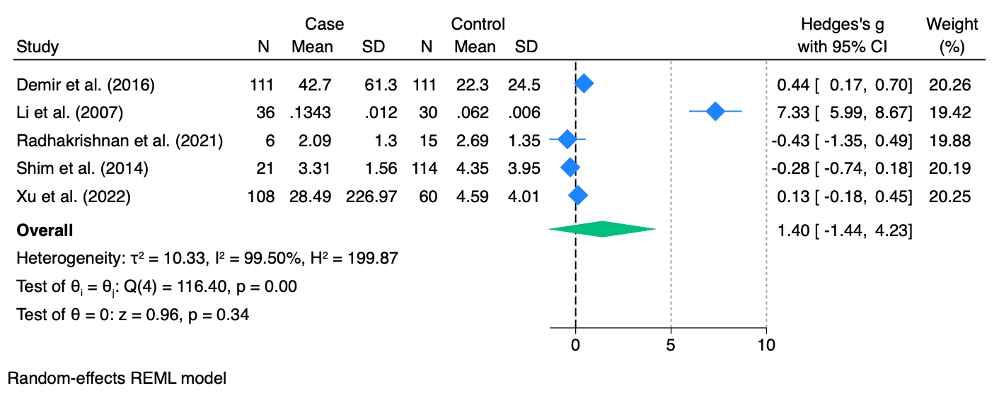 Case Control Hedges's g Weight
Study N Mean SD N Mean SD with 95% CI (%)
Demir et al. (2016) 111 42.7 61.3 111 22.3 24.5 0.44 [ 0.17, 0.70] 20.26
Li et al. (2007) 36 .1343 .012 30 .062 .006 7.33 [ 5.99, 8.67] 19.42
Radhakrishnan et al. (2021) 6 2.09 1.3 15 2.69 1.35 -0.43 [ -1.35, 0.49] 19.88
Shim et al. (2014) 21 3.31 1.56 114 4.35 3.95 -0.28 [ -0.74, 0.18] 20.19
Xu et al. (2022) 108 28.49 226.97 60 4.59 4.01 0.13 [ -0.18, 0.45] 20.25
Overall 1.40 [ -1.44, 4.23]
Heterogeneity: τ² = 10.33, I² = 99.50%, H² = 199.87
Test of θᵢ = θⱼ: Q(4) = 116.40, p = 0.00
Test of θ = 0: z = 0.96, p = 0.34
0 5 10
Random-effects REML model